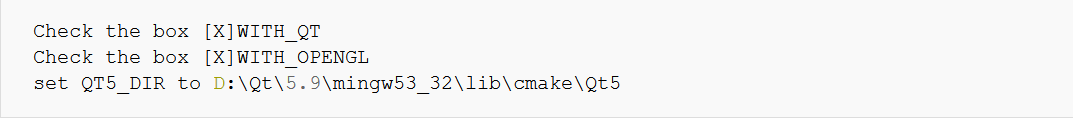 Check the box [X]WITH_QT
Check the box [X]WITH_OPENGL
set QT5_DIR to D:\Qt\5.9\mingw53_32\lib\cmake\Qt5